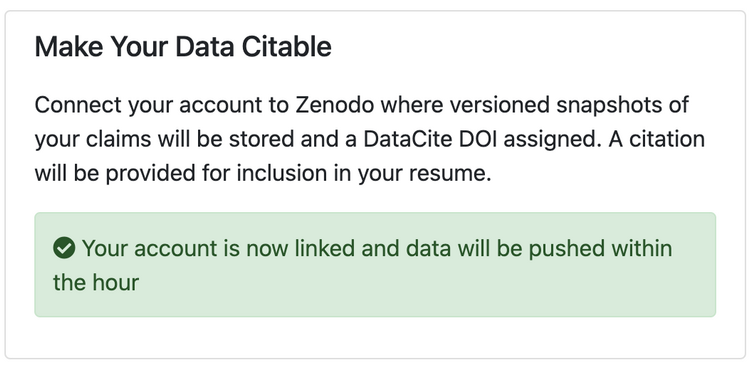 Make Your Data Citable
Connect your account to Zenodo where versioned snapshots of
your claims will be stored and a DataCite DOI assigned. A citation
will be provided for inclusion in your resume.
Your account is now linked and data will be pushed within
the hour